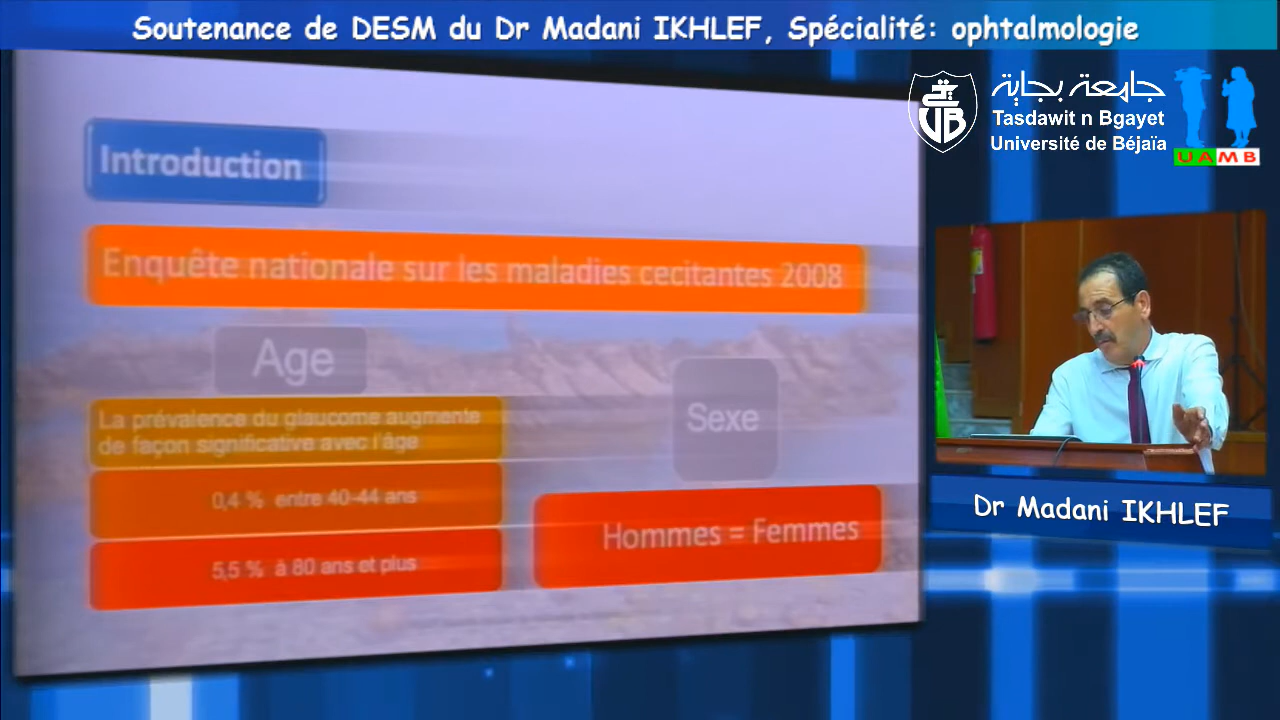 Soutenance de DESM du Dr Madani IKHLEF, Spécialité: ophtalmologie
جامعة بجاية
Tasdawit n Bgayet
Université de Béjaïa
UAMB
Introduction
Enquête nationale sur les maladies cecitantes 2008
Age
La prévalence du glaucome augmente
de façon significative avec l'âge
0,4 % entre 40-44 ans
5,5 % à 80 ans et plus
Sexe
Hommes = Femmes
Dr Madani IKHLEF